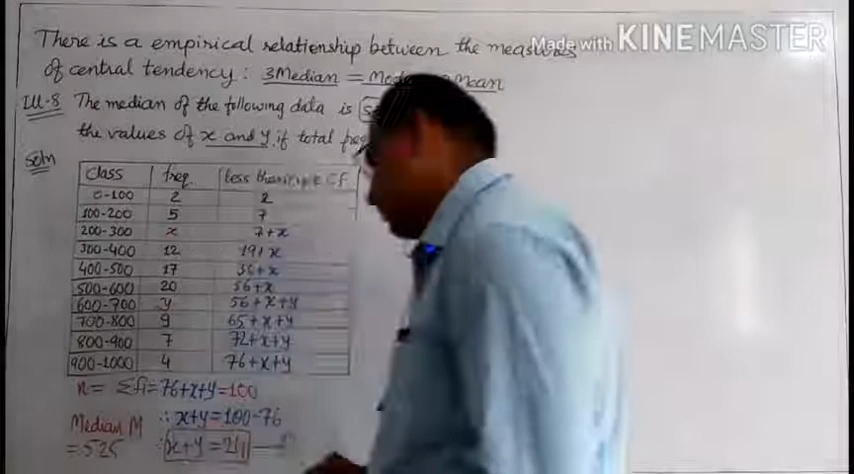 Made with KINEMASTER
There is a empirical relationship between the measures
of central tendency: 3Median = Mean
Ill-8 The median of the following data is
the values of x and y, if total
Soln
Class freq. less than type Cf
0-100 2 2
100-200 5 7
200-300 x 7+x
300-400 12 19+x
400-500 17 36+x
500-600 20 56+x
600-700 y 56+x+y
700-800 9 65+x+y
800-900 7 72+x+y
900-1000 4 76+x+y
n = Σfi = 76+x+y = 100
Median M ∴ x+y = 100-76
= 525 ∴ x+y = 24